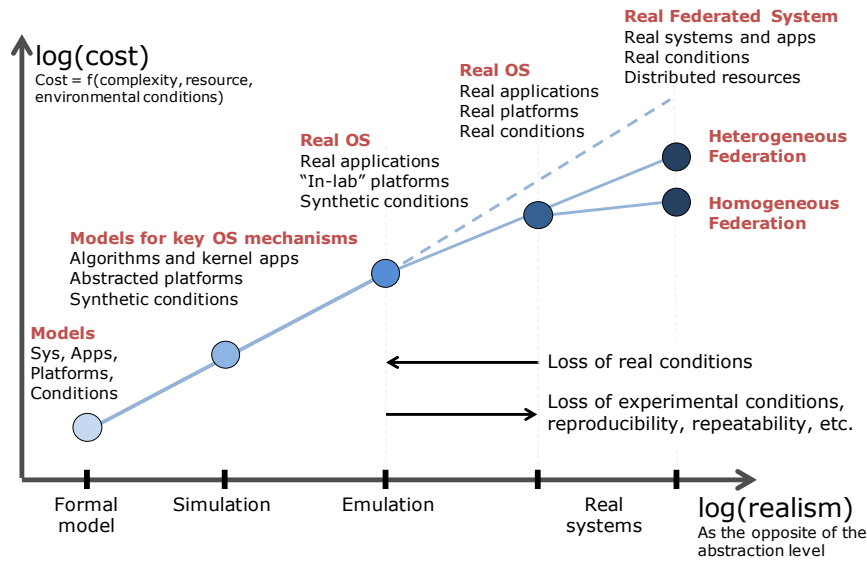 Real Federated System
Real systems and apps
Real conditions
Distributed resources
log(cost)
Cost = f(complexity, resource,
environmental conditions)
Real OS
Real applications
Real platforms
Real conditions
Real OS
Real applications
“In-lab” platforms
Synthetic conditions
Heterogeneous
Federation
Homogeneous
Federation
Models for key OS mechanisms
Algorithms and kernel apps
Abstracted platforms
Synthetic conditions
Models
Sys, Apps,
Platforms,
Conditions
Loss of real conditions
Loss of experimental conditions,
reproducibility, repeatability, etc.
Formal
model
Simulation
Emulation
Real
systems
log(realism)
As the opposite of the
abstraction level